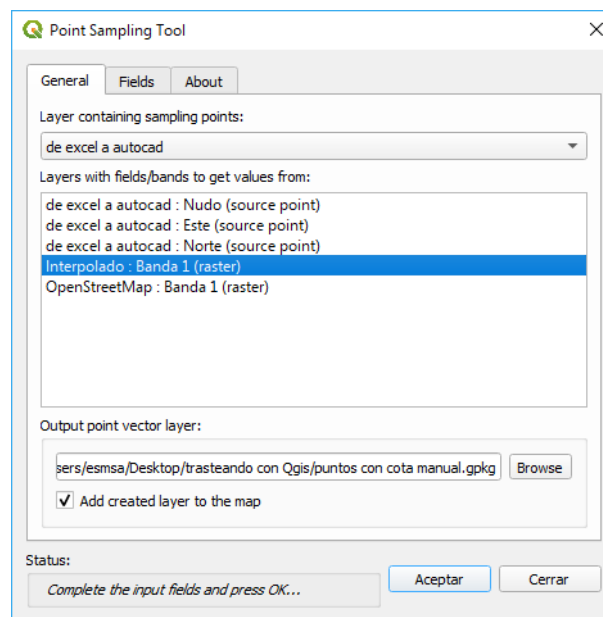 Point Sampling Tool
General Fields About
Layer containing sampling points:
de excel a autocad
Layers with fields/bands to get values from:
de excel a autocad : Nudo (source point)
de excel a autocad : Este (source point)
de excel a autocad : Norte (source point)
Interpolado : Banda 1 (raster)
OpenStreetMap : Banda 1 (raster)
Output point vector layer:
sers/esmsa/Desktop/trasteando con Qgis/puntos con cota manual.gpkg Browse
Add created layer to the map
Status:
Complete the input fields and press OK... Aceptar Cerrar